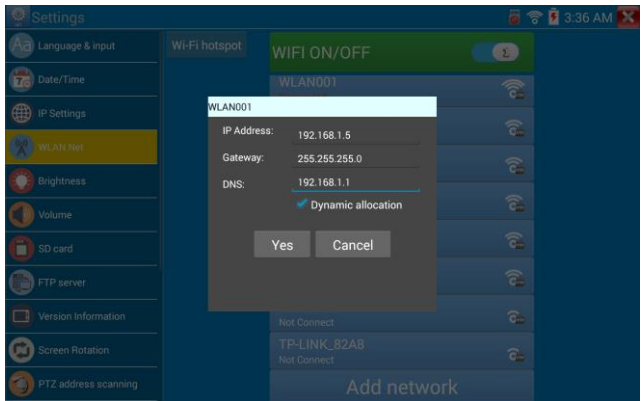 Settings
3:36 AM
Language & input
Date/Time
IP Settings
WLAN Net
Brightness
Volume
SD card
FTP server
Version Information
Screen Rotation
PTZ address scanning
Wi-Fi hotspot
WIFI ON/OFF
WLAN001
WLAN001
IP Address: 192.168.1.5
Gateway: 255.255.255.0
DNS: 192.168.1.1
Dynamic allocation
Yes Cancel
Not Connect
TP-LINK_82A8
Not Connect
Add network